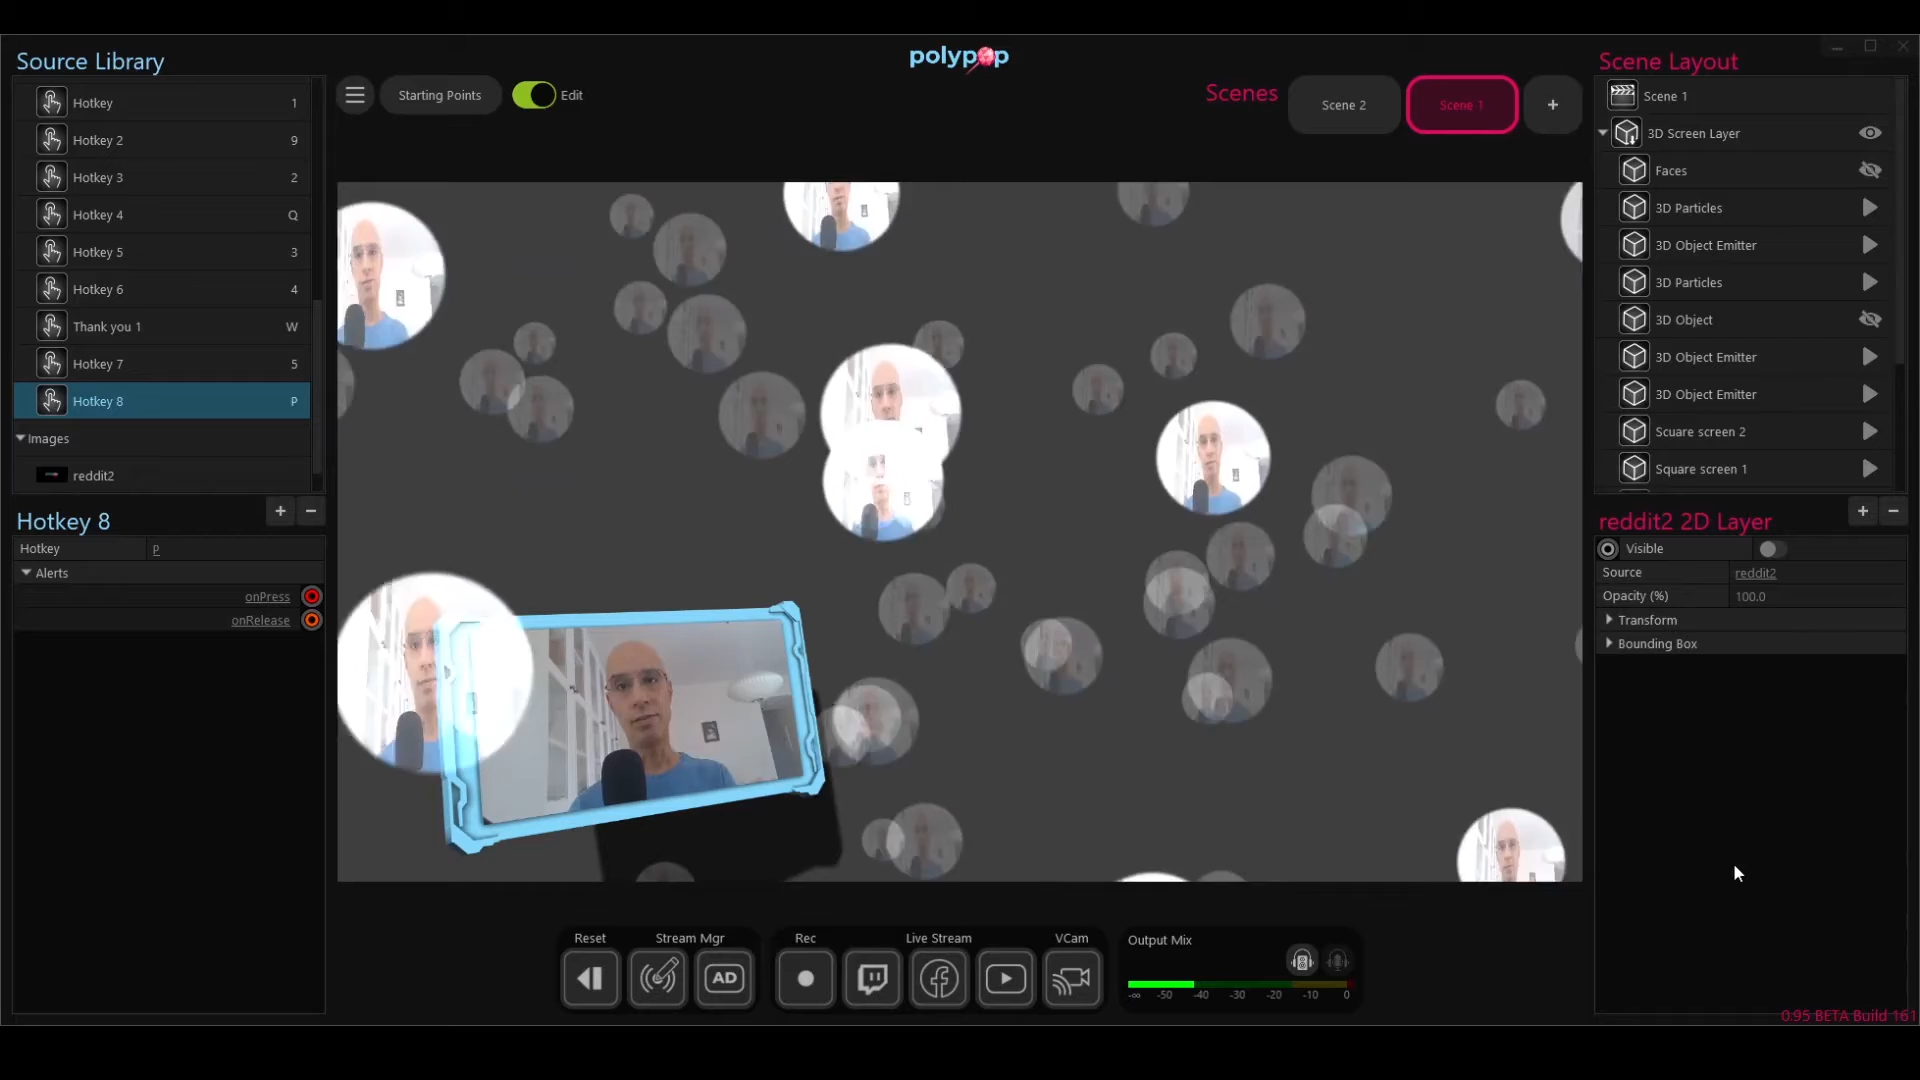 Source Library
Hotkey 1
Hotkey 2 9
Hotkey 3 2
Hotkey 4 Q
Hotkey 5 3
Hotkey 6 4
Thank you 1 W
Hotkey 7 5
Hotkey 8 P
Images
reddit2
+ −
Hotkey 8
Hotkey P
Alerts
onPress
onRelease
polypop
Starting Points
Edit
Scenes
Scene 2
Scene 1
+
Reset
Stream Mgr
Rec
Live Stream
VCam
AD
Output Mix
-∞ -50 -40 -30 -20 -10 0
Scene Layout
Scene 1
3D Screen Layer
Faces
3D Particles
3D Object Emitter
3D Particles
3D Object
3D Object Emitter
3D Object Emitter
Scuare screen 2
Square screen 1
+ −
reddit2 2D Layer
Visible
Source reddit2
Opacity (%) 100.0
Transform
Bounding Box
0.95 BETA Build 161